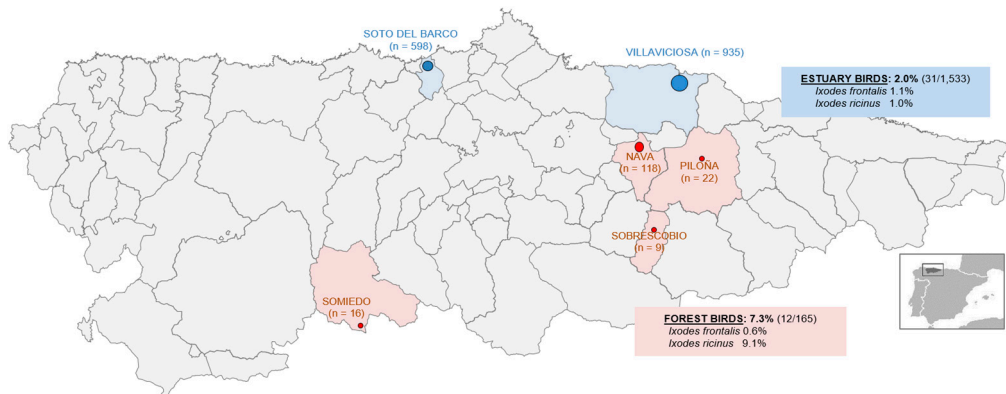 SOTO DEL BARCO
(n = 598)
VILLAVICIOSA (n = 935)
ESTUARY BIRDS: 2.0% (31/1,533)
Ixodes frontalis 1.1%
Ixodes ricinus 1.0%
NAVA
(n = 118)
PILOÑA
(n = 22)
SOBRESCOBIO
(n = 9)
SOMIEDO
(n = 16)
FOREST BIRDS: 7.3% (12/165)
Ixodes frontalis 0.6%
Ixodes ricinus 9.1%